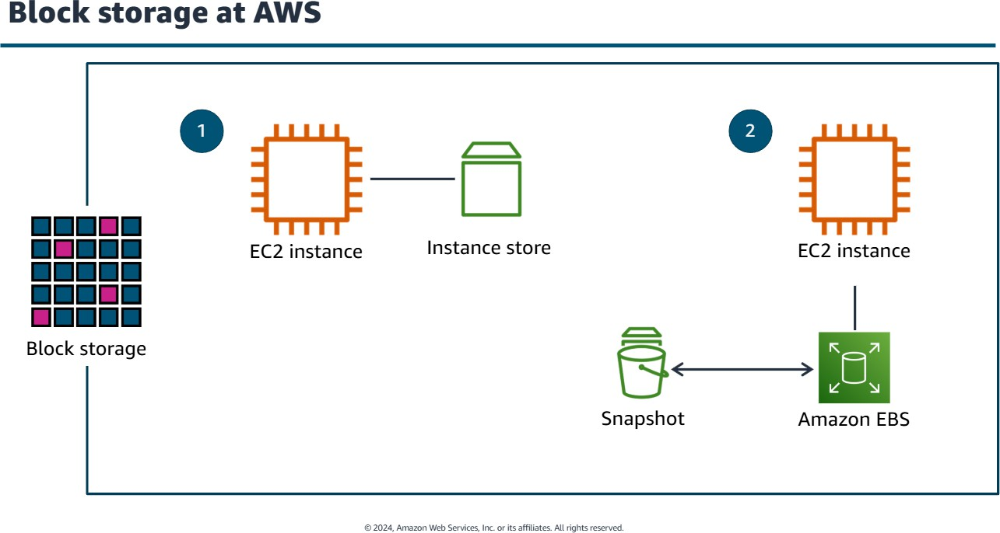 Block storage at AWS
1
2
EC2 instance
Instance store
EC2 instance
Block storage
Snapshot
Amazon EBS
© 2024, Amazon Web Services, Inc. or its affiliates. All rights reserved.